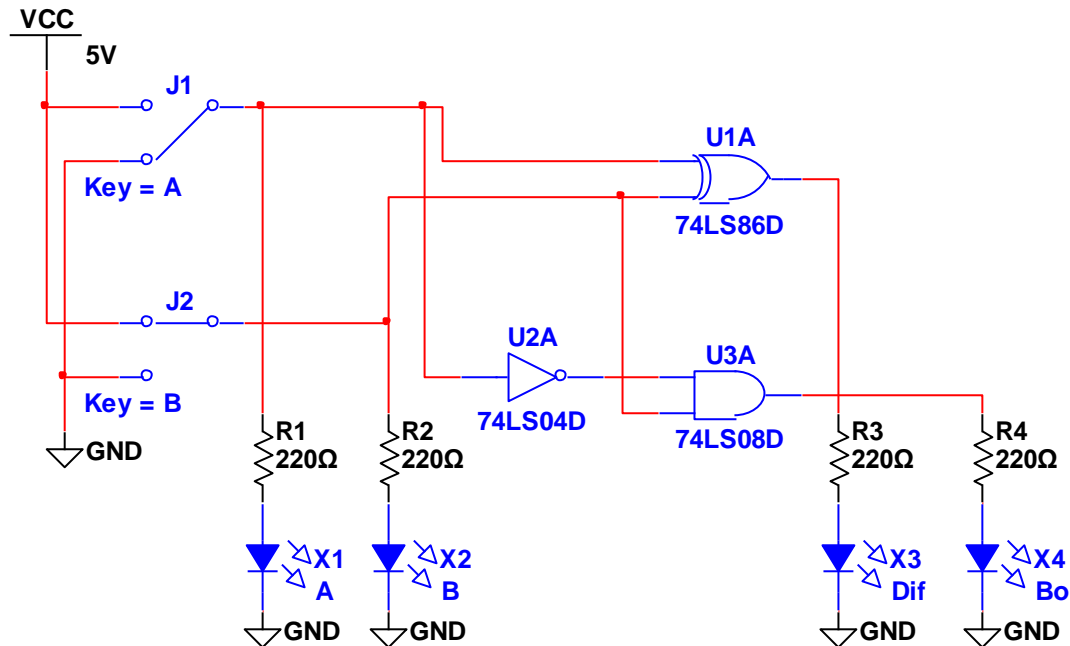 VCC
5V
J1
Key = A
J2
Key = B
GND
U1A
74LS86D
U2A
74LS04D
U3A
74LS08D
R1
220Ω
R2
220Ω
R3
220Ω
R4
220Ω
X1
A
X2
B
X3
Dif
X4
Bo
GND
GND
GND
GND